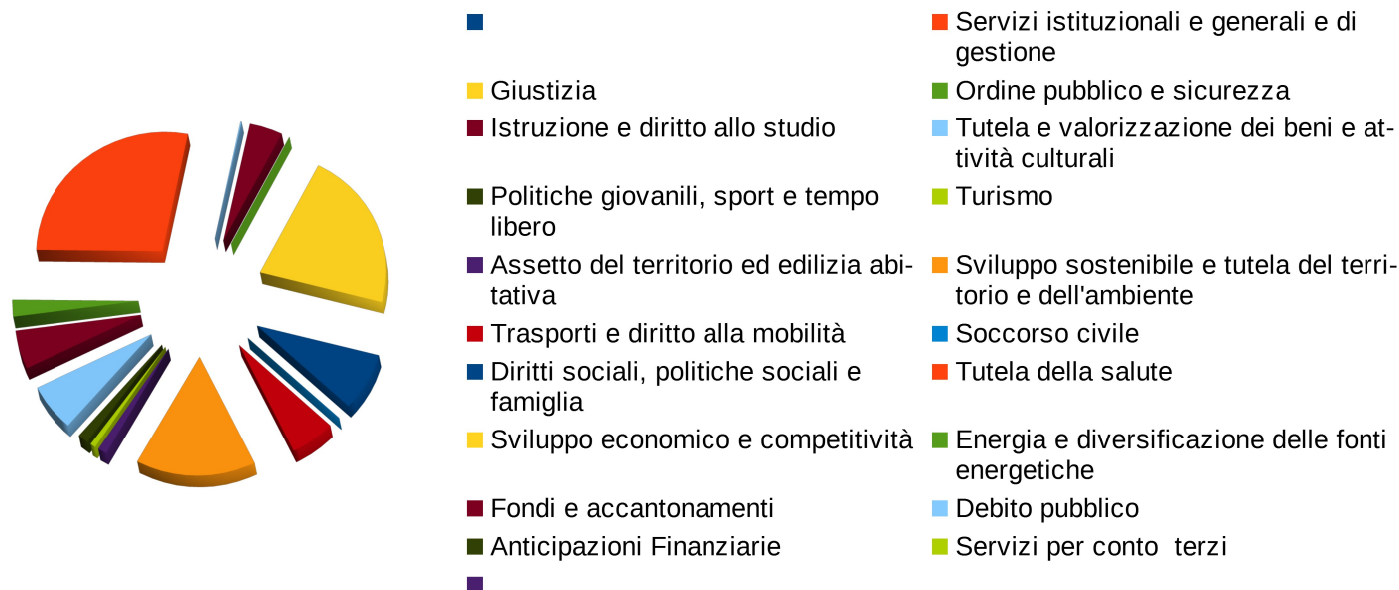 Servizi istituzionali e generali e di
gestione
Giustizia
Ordine pubblico e sicurezza
Istruzione e diritto allo studio
Tutela e valorizzazione dei beni e at-
tività culturali
Politiche giovanili, sport e tempo
libero
Turismo
Assetto del territorio ed edilizia abi-
tativa
Sviluppo sostenibile e tutela del terri-
torio e dell'ambiente
Trasporti e diritto alla mobilità
Soccorso civile
Diritti sociali, politiche sociali e
famiglia
Tutela della salute
Sviluppo economico e competitività
Energia e diversificazione delle fonti
energetiche
Fondi e accantonamenti
Debito pubblico
Anticipazioni Finanziarie
Servizi per conto  terzi